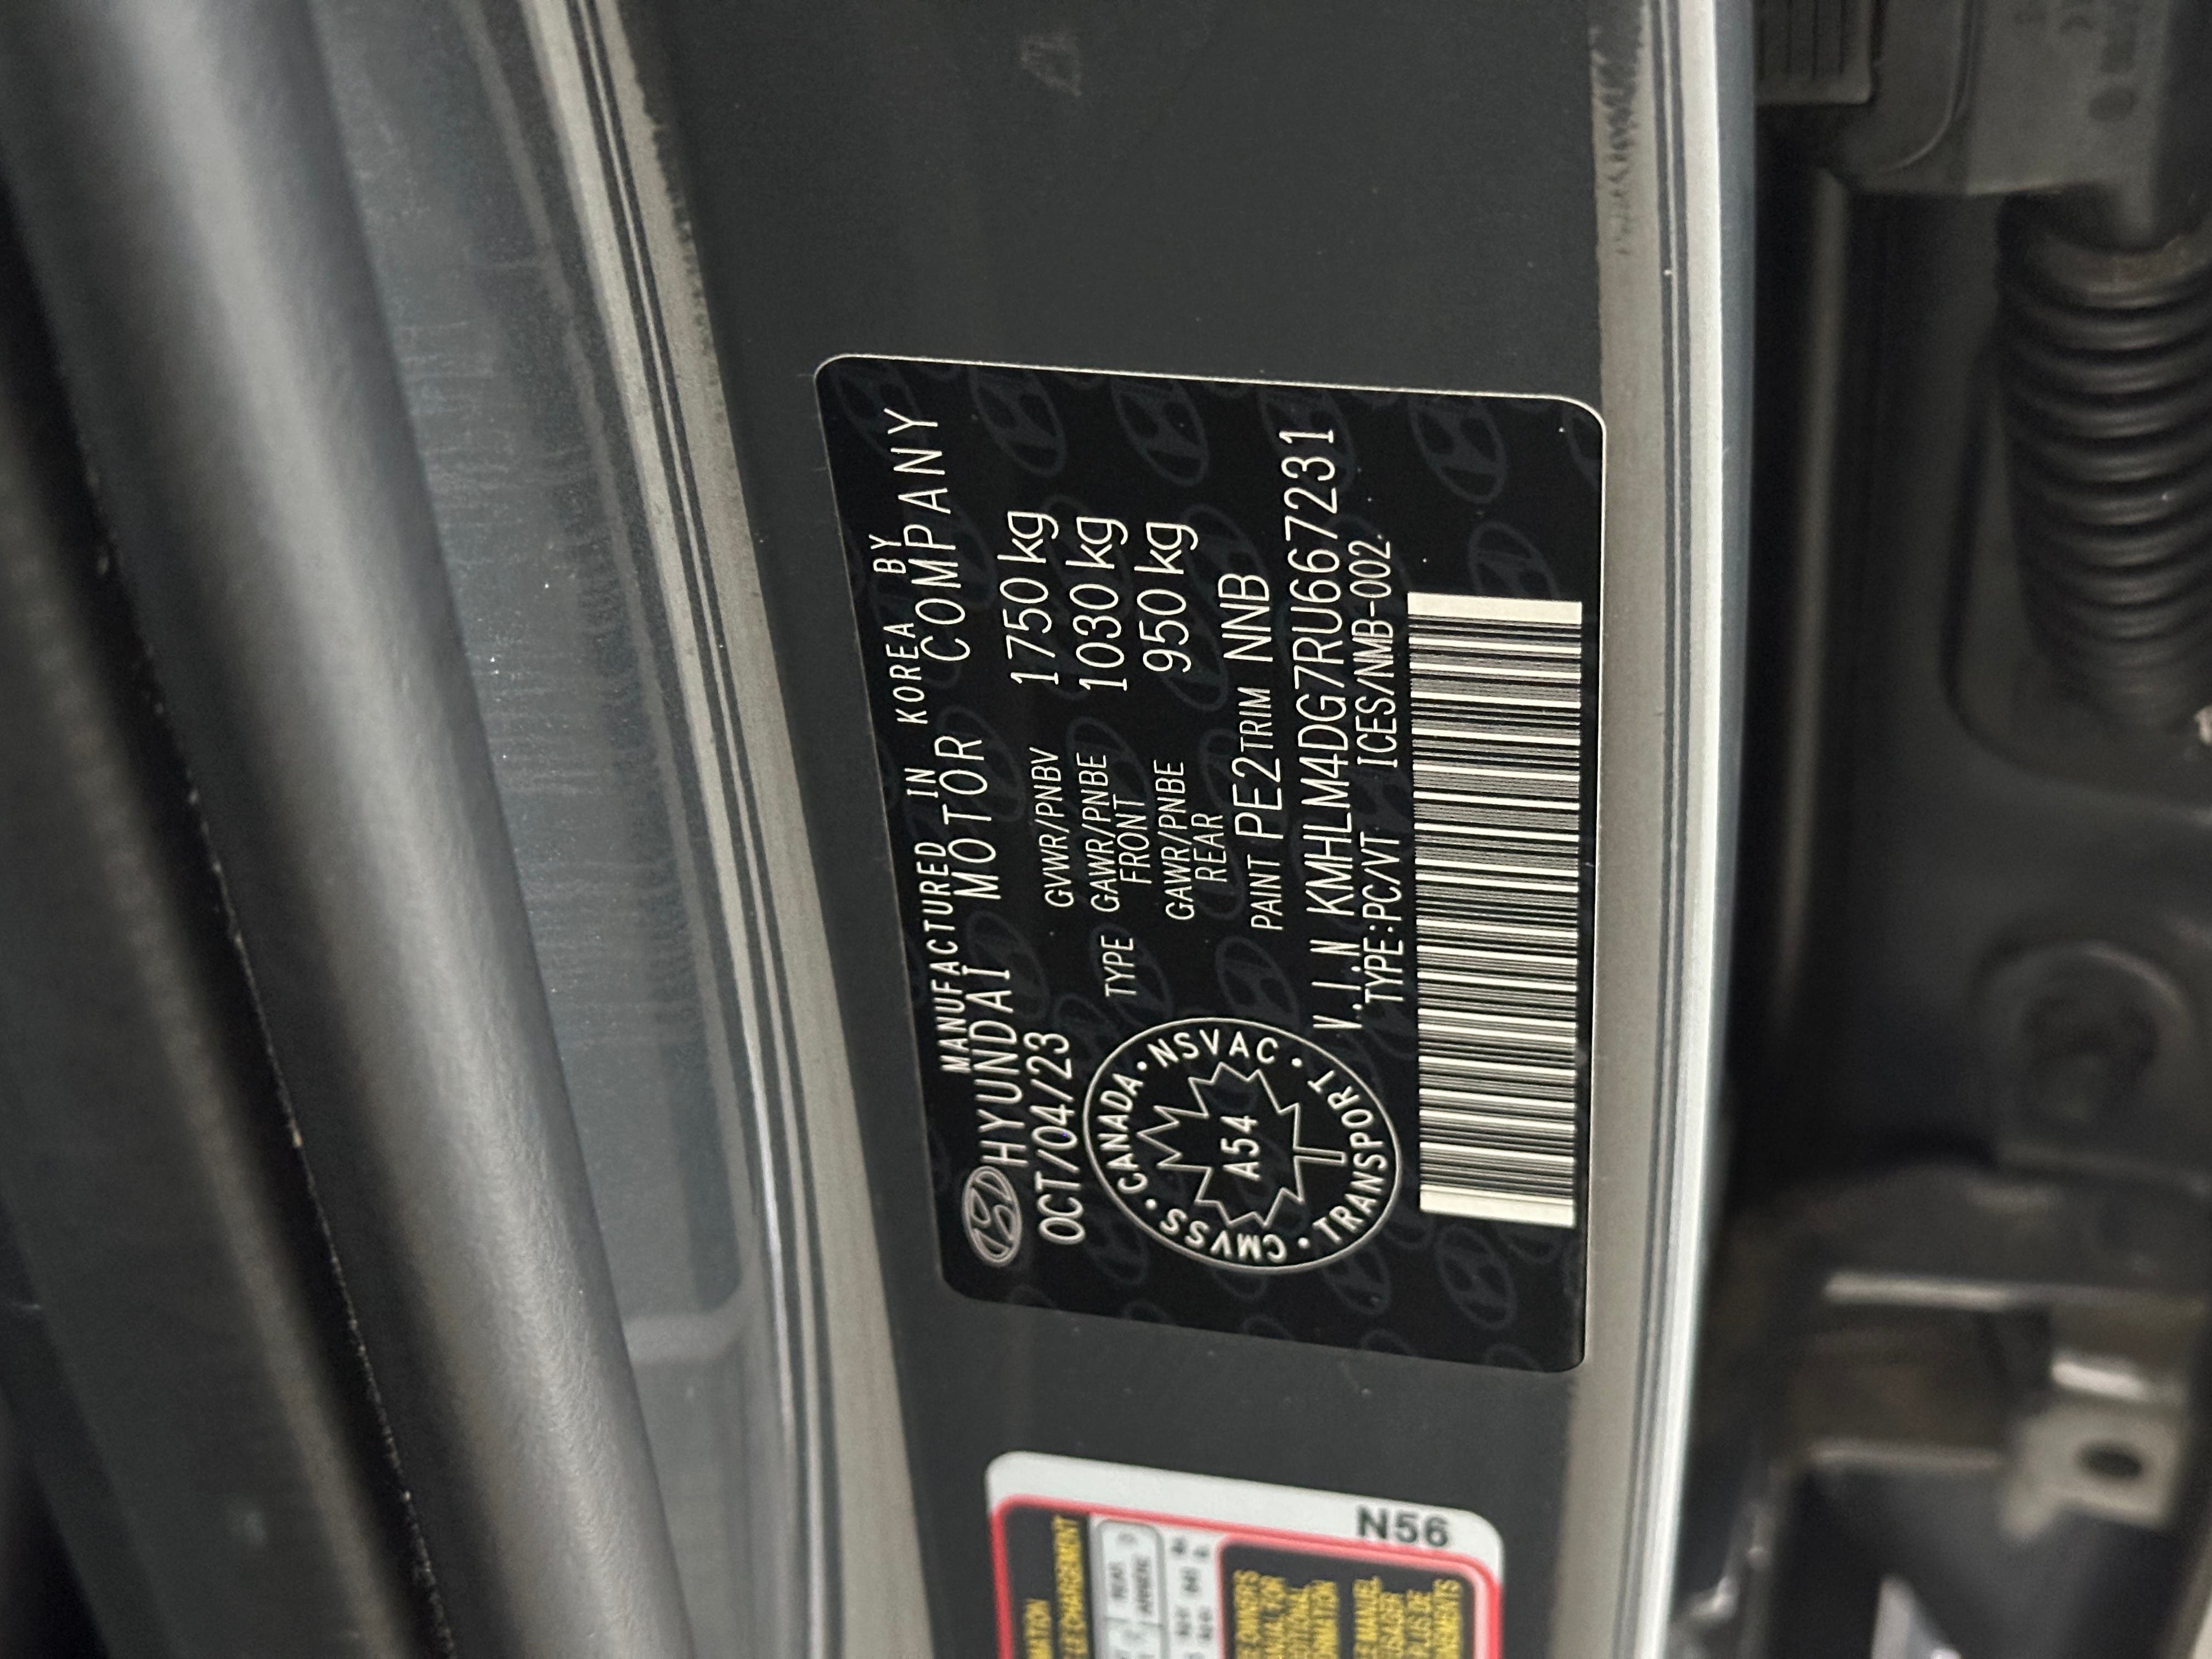 MANUFACTURED IN KOREA BY
HYUNDAI MOTOR COMPANY
OCT/04/23
GVWR/PNBV 1750 kg
TYPE GAWR/PNBE FRONT 1030 kg
GAWR/PNBE REAR 950 kg
PAINT PE2 TRIM NNB
CANADA · NSVAC · TRANSPORT · CMVSS ·
A54
V.I.N KMHLM4DG7RU667231
TYPE:PC/VT ICES/NMB-002
N56
LE CHARGEMENT